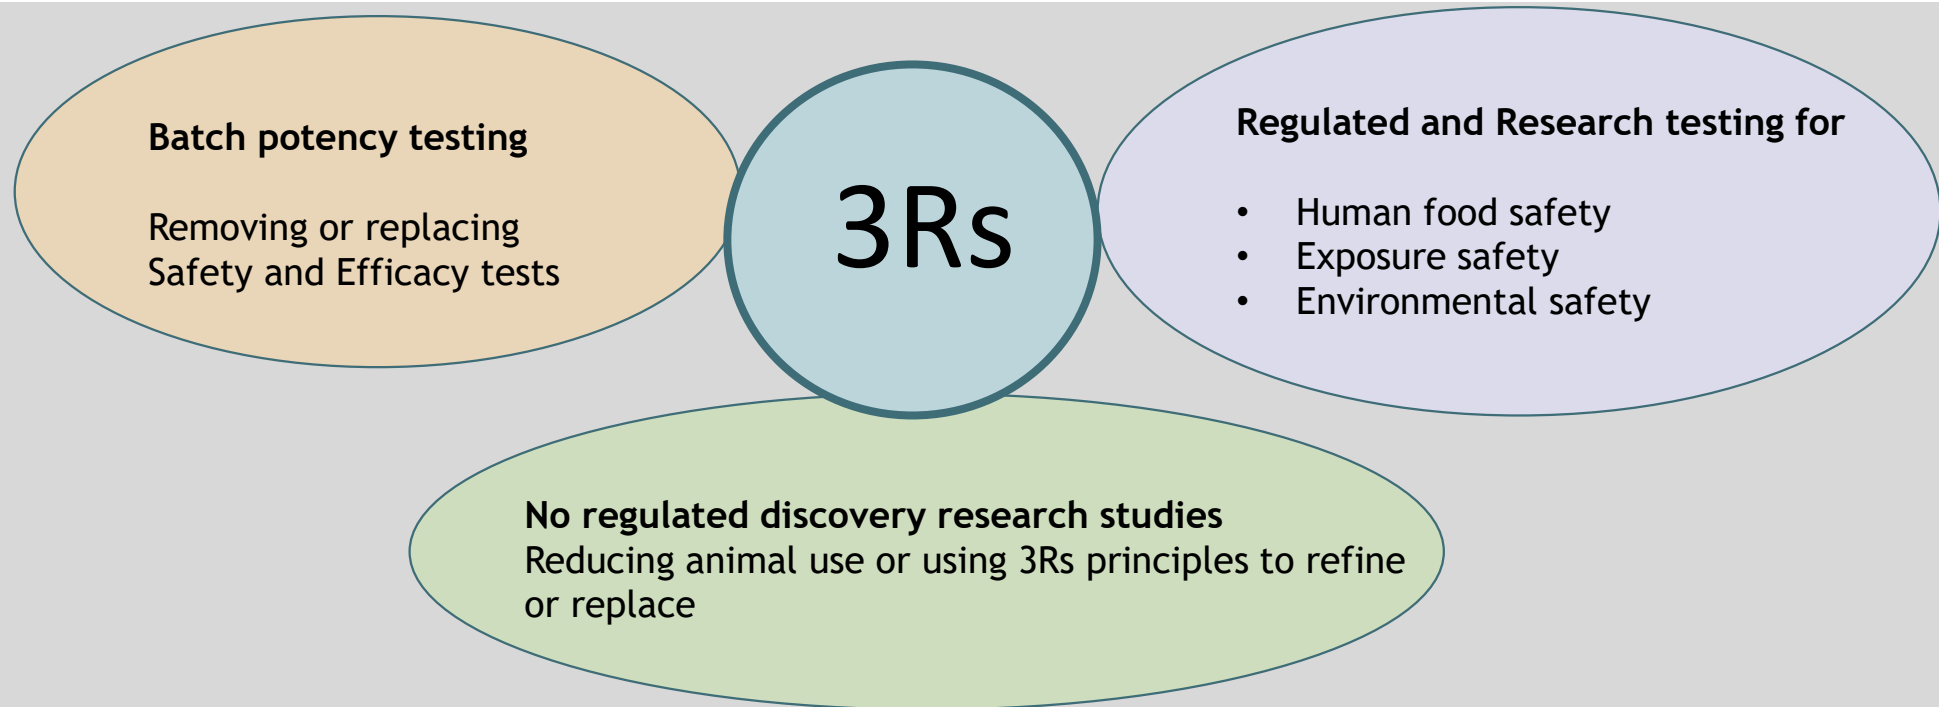 Batch potency testing
Removing or replacing
Safety and Efficacy tests
3Rs
Regulated and Research testing for
• Human food safety
• Exposure safety
• Environmental safety
No regulated discovery research studies
Reducing animal use or using 3Rs principles to refine
or replace